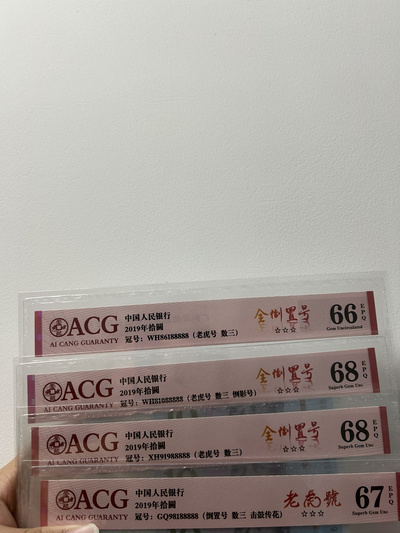 ACG
AI CANG GUARANTY
中国人民银行
2019年拾圓
冠号：WH86188888（老虎号 数三）
全倒置号
☆☆☆
66
EPQ
Gem Uncirculated
ACG
AI CANG GUARANTY
中国人民银行
2019年拾圓
冠号：WH81088888（老虎号 数三 倒影号）
全倒置号
☆☆☆
68
EPQ
Superb Gem Unc
ACG
AI CANG GUARANTY
中国人民银行
2019年拾圓
冠号：XH91988888（老虎号 数三）
全倒置号
☆☆☆
68
EPQ
Superb Gem Unc
ACG
AI CANG GUARANTY
中国人民银行
2019年拾圓
冠号：GQ98188888（倒置号 数三 击鼓传花）
老虎號
☆☆☆
67
EPQ
Superb Gem Unc